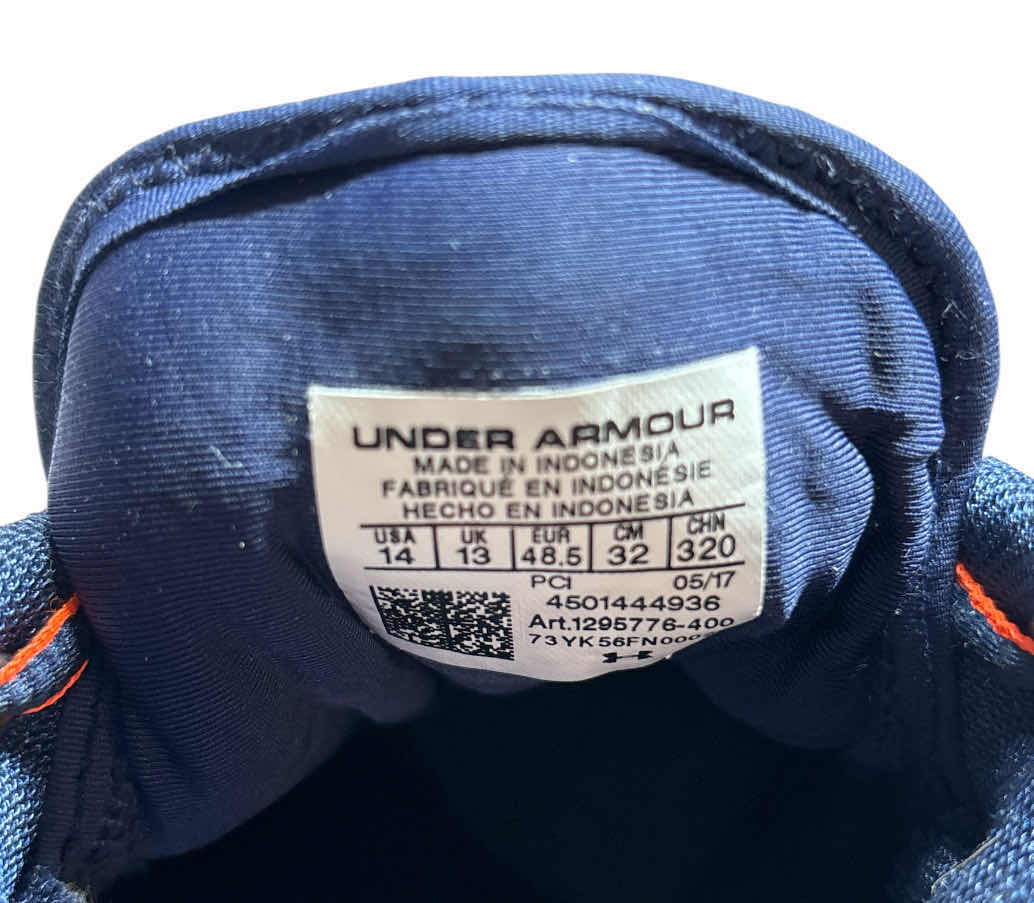 UNDER ARMOUR
MADE IN INDONESIA
FABRIQUÉ EN INDONÉSIE
HECHO EN INDONESIA
USA UK EUR CM CHN
14 13 48.5 32 320
PCI 05/17
4501444936
Art.1295776-400